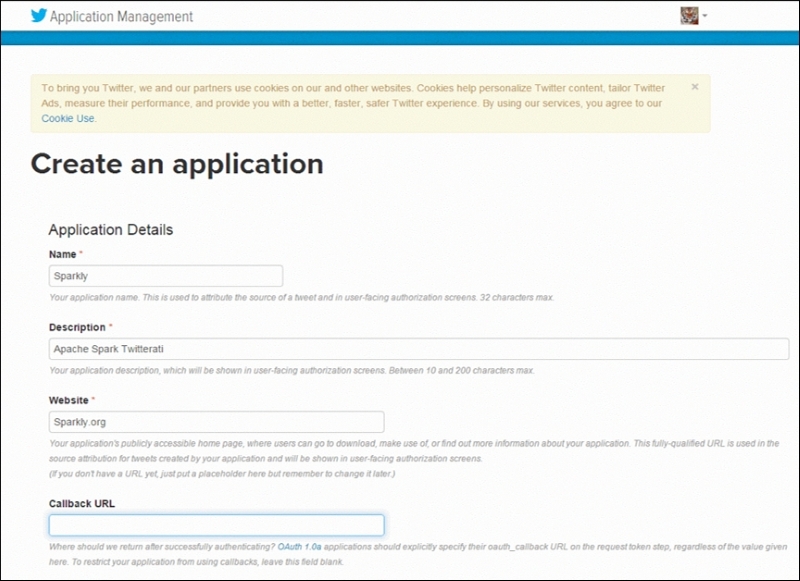 Application Management
To bring you Twitter, we and our partners use cookies on our and other websites. Cookies help personalize Twitter content, tailor Twitter
Ads, measure their performance, and provide you with a better, faster, safer Twitter experience. By using our services, you agree to our
Cookie Use.
×
Create an application
Application Details
Name *
Sparkly
Your application name. This is used to attribute the source of a tweet and in user-facing authorization screens. 32 characters max.
Description *
Apache Spark Twitterati
Your application description, which will be shown in user-facing authorization screens. Between 10 and 200 characters max.
Website *
Sparkly.org
Your application's publicly accessible home page, where users can go to download, make use of, or find out more information about your application. This fully-qualified URL is used in the
source attribution for tweets created by your application and will be shown in user-facing authorization screens.
(If you don't have a URL yet, just put a placeholder here but remember to change it later.)
Callback URL
Where should we return after successfully authenticating? OAuth 1.0a applications should explicitly specify their oauth_callback URL on the request token step, regardless of the value given
here. To restrict your application from using callbacks, leave this field blank.